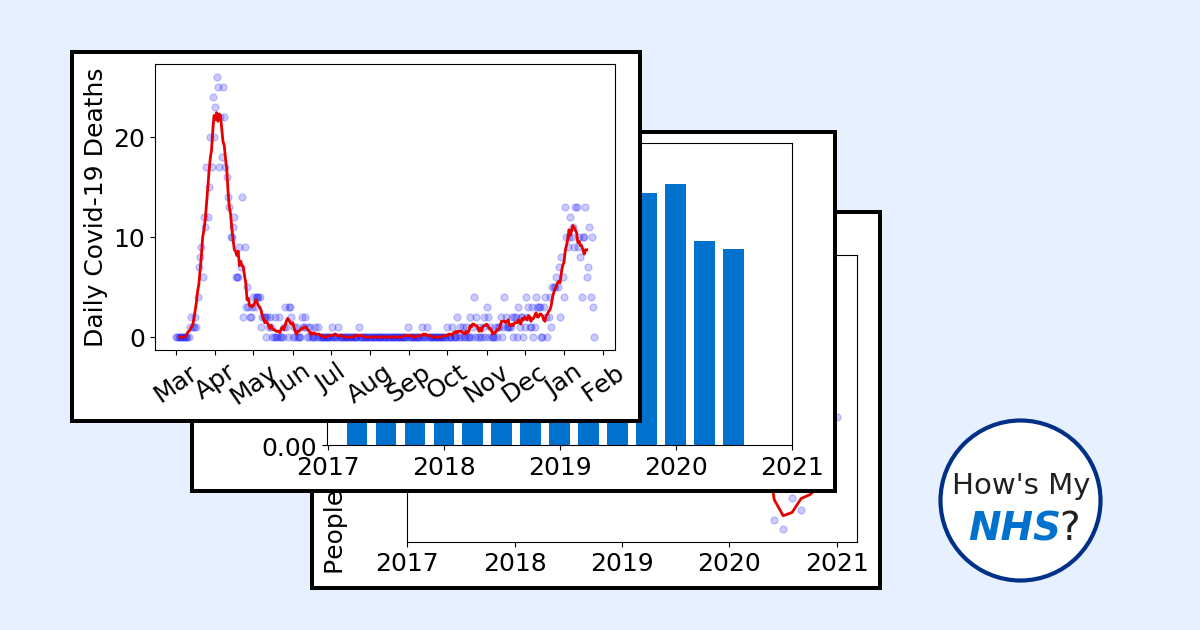 Daily Covid-19 Deaths
20
10
0
Mar Apr May Jun Jul Aug Sep Oct Nov Dec Jan Feb
0.00
2017 2018 2019 2020 2021
People
2017 2018 2019 2020 2021
How's My
NHS?